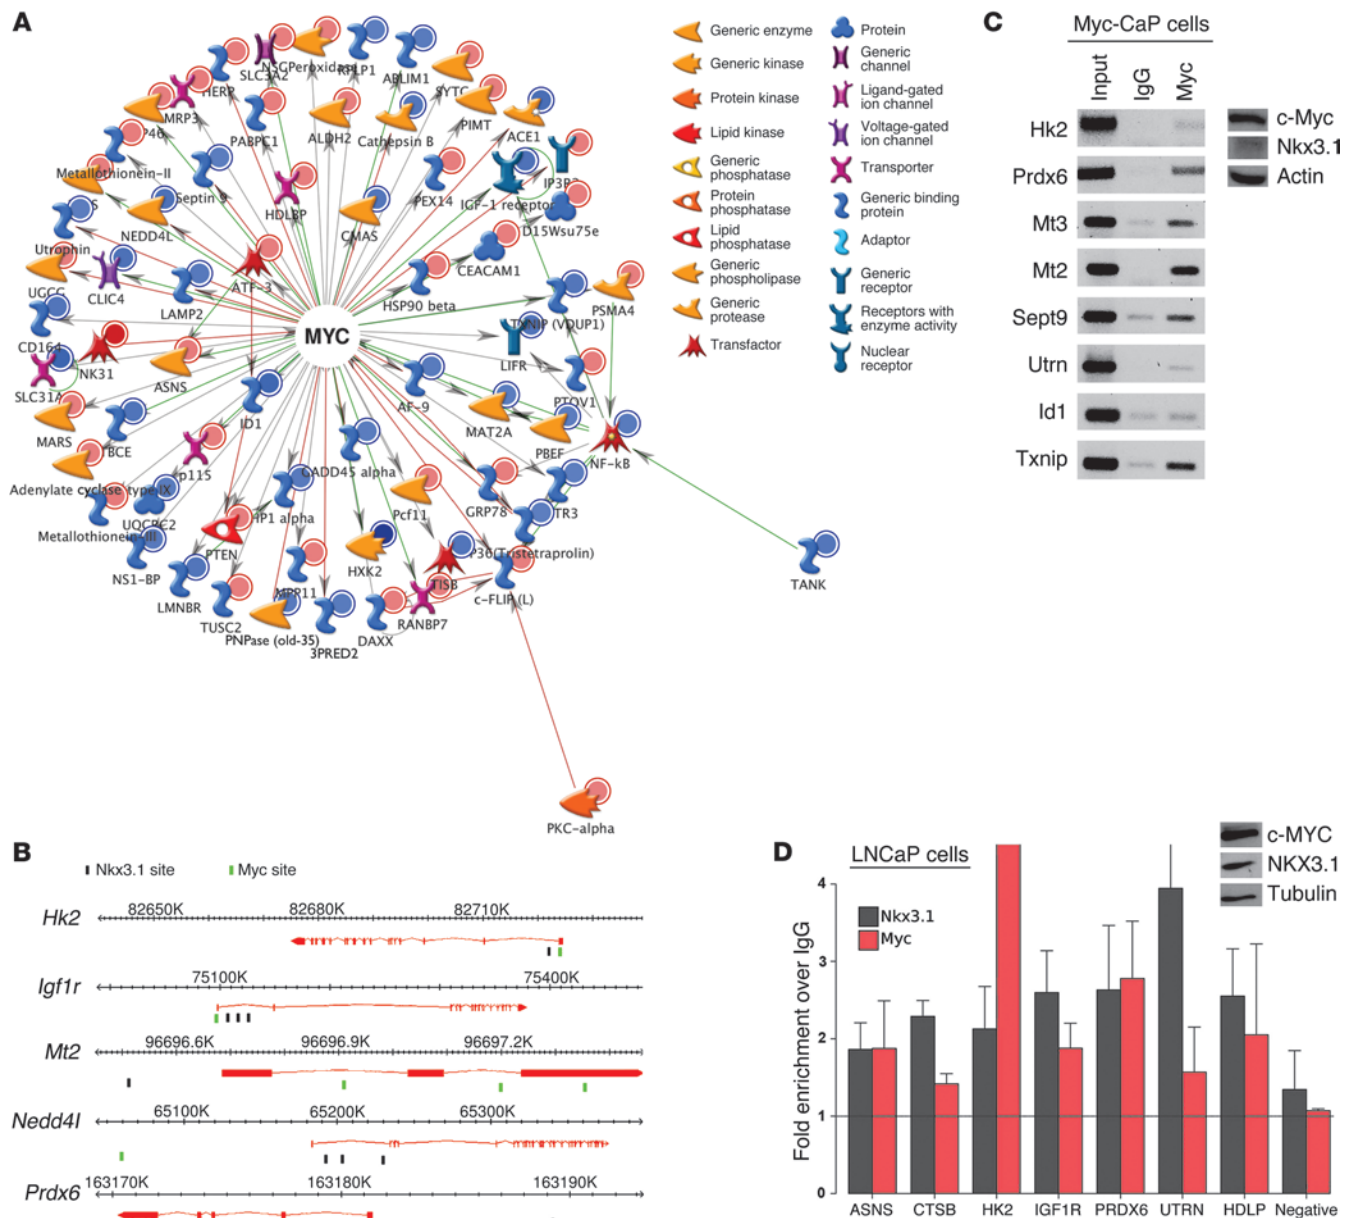 A
HERP
SLC3A2
NSGPeroxidase
RPLP1
ABLIM1
SYTC
MRP3
PABPC1
ALDH2
Cathepsin B
PIMT
ACE1
Metallothionein-II
Septin 9
HDLBP
CMAS
PEX14
IGF-1 receptor
D15Wsu75e
NEDD4L
Utrophin
ATF-3
CEACAM1
HSP90 beta
UGCG
CLIC4
LAMP2
TXNIP (VDUP1)
PSMA4
MYC
CD164
NK31
ASNS
LIFR
PTOV1
SLC31A
ID1
AF-9
MAT2A
MARS
TBCE
p115
GADD45 alpha
PBEF
NF-kB
Adenylate cyclase type IX
Metallothionein-III
UQCRC2
HP1 alpha
Pcf11
GRP78
TR3
NS1-BP
PTEN
HXK2
TISB
P36(Tristetraprolin)
TANK
LMNBR
MPP11
c-FLIP (L)
TUSC2
PNPase (old-35)
3PRED2
DAXX
RANBP7
PKC-alpha
Generic enzyme
Generic kinase
Protein kinase
Lipid kinase
Generic
phosphatase
Protein
phosphatase
Lipid
phosphatase
Generic
phospholipase
Generic
protease
Transfactor
Protein
Generic
channel
Ligand-gated
ion channel
Voltage-gated
ion channel
Transporter
Generic binding
protein
Adaptor
Generic
receptor
Receptors with
enzyme activity
Nuclear
receptor
C
Myc-CaP cells
Input
IgG
Myc
Hk2
Prdx6
Mt3
Mt2
Sept9
Utrn
Id1
Txnip
c-Myc
Nkx3.1
Actin
B
Nkx3.1 site
Myc site
Hk2
82650K 82680K 82710K
Igf1r
75100K 75400K
Mt2
96696.6K 96696.9K 96697.2K
Nedd4l
65100K 65200K 65300K
Prdx6
163170K 163180K 163190K
D
LNCaP cells
c-MYC
NKX3.1
Tubulin
Nkx3.1
Myc
Fold enrichment over IgG
4
3
2
1
0
ASNS CTSB HK2 IGF1R PRDX6 UTRN HDLP Negative